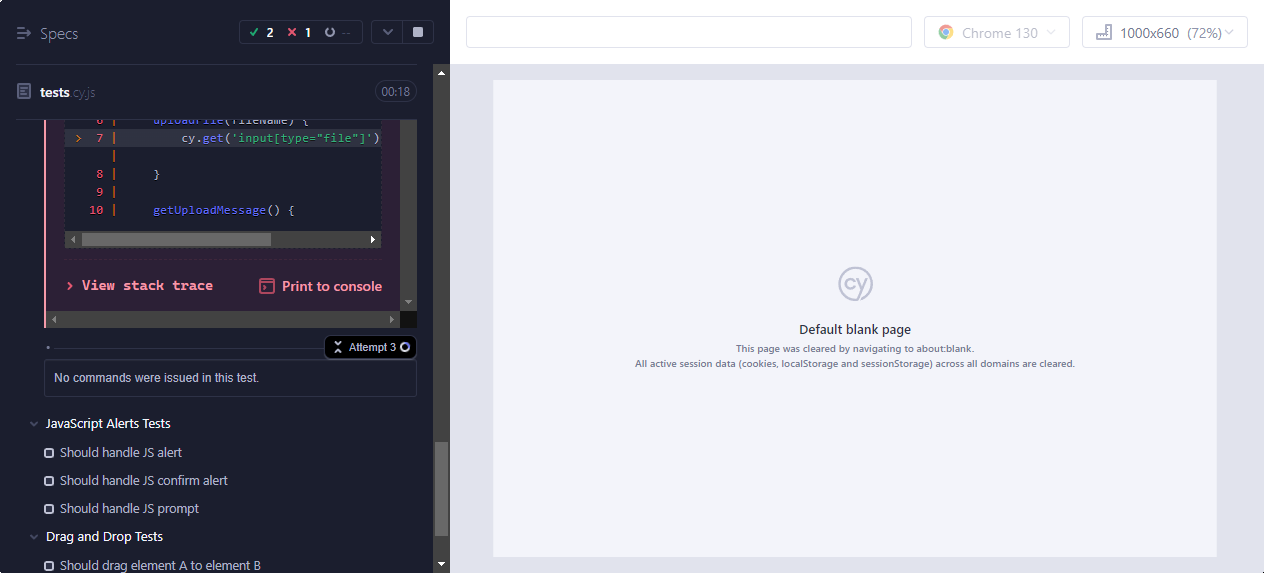 Specs
2
1
--
Chrome 130
1000x660 (72%)
tests.cy.js
00:18
6 | uploadFile(fileName) {
> 7 | cy.get('input[type="file"]')
|
8 | }
9 |
10 | getUploadMessage() {
> View stack trace
Print to console
Attempt 3
No commands were issued in this test.
JavaScript Alerts Tests
Should handle JS alert
Should handle JS confirm alert
Should handle JS prompt
Drag and Drop Tests
Should drag element A to element B
cy
Default blank page
This page was cleared by navigating to about:blank.
All active session data (cookies, localStorage and sessionStorage) across all domains are cleared.